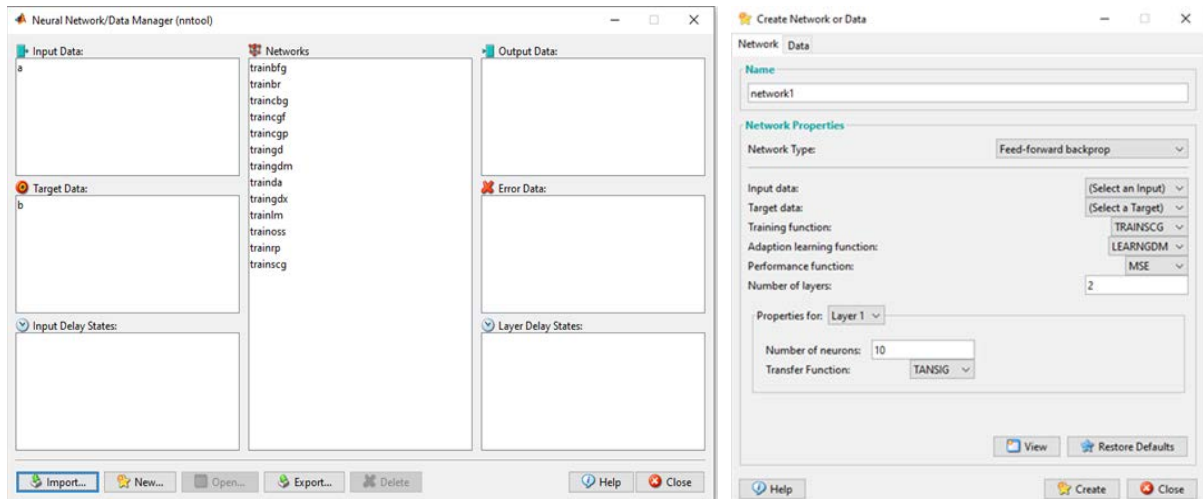 Neural Network/Data Manager (nntool)
Input Data:
a
Networks
trainbfg
trainbr
traincbg
traincgf
traincgp
traingd
traingdm
trainda
traingdx
trainlm
trainoss
trainrp
trainscg
Output Data:
Target Data:
b
Error Data:
Input Delay States:
Layer Delay States:
Import...
New...
Open...
Export...
Delete
Help
Close
Create Network or Data
Network Data
Name
network1
Network Properties
Network Type: Feed-forward backprop
Input data: (Select an Input)
Target data: (Select a Target)
Training function: TRAINSCG
Adaption learning function: LEARNGDM
Performance function: MSE
Number of layers: 2
Properties for: Layer 1
Number of neurons: 10
Transfer Function: TANSIG
View
Restore Defaults
Help
Create
Close